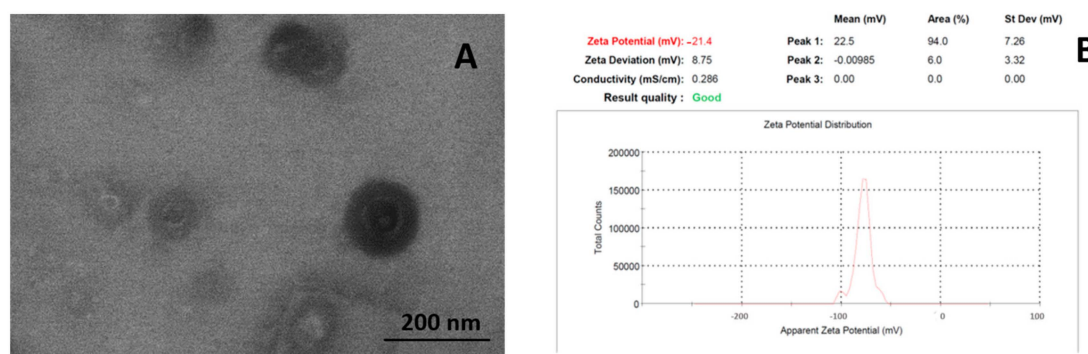 A
200 nm
Mean (mV) Area (%) St Dev (mV)
Zeta Potential (mV): -21.4 Peak 1: 22.5 94.0 7.26
Zeta Deviation (mV): 8.75 Peak 2: -0.00985 6.0 3.32
Conductivity (mS/cm): 0.286 Peak 3: 0.00 0.0 0.00
Result quality : Good
B
Zeta Potential Distribution
200000
150000
100000
50000
0
Total Counts
-200 -100 0 100
Apparent Zeta Potential (mV)